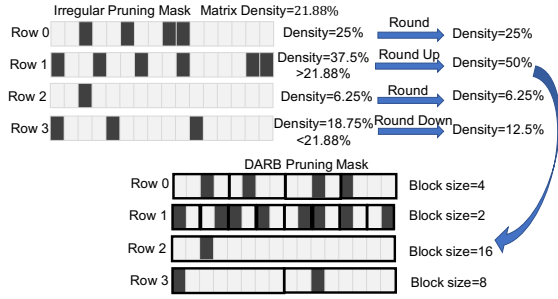 Irregular Pruning Mask Matrix Density=21.88%
Row 0 Density=25% Round Density=25%
Row 1 Density=37.5% >21.88% Round Up Density=50%
Row 2 Density=6.25% Round Density=6.25%
Row 3 Density=18.75% <21.88% Round Down Density=12.5%
DARB Pruning Mask
Row 0 Block size=4
Row 1 Block size=2
Row 2 Block size=16
Row 3 Block size=8